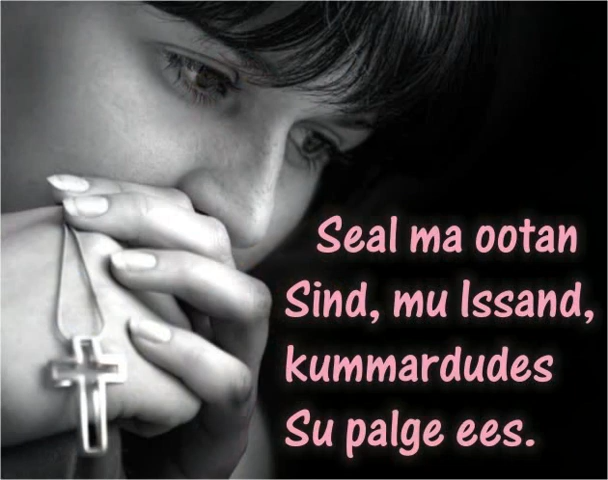 Seal ma ootan
Sind, mu Issand,
kummardudes
Su palge ees.